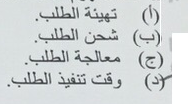 (أ) تهيئة الطلب.
(ب) شحن الطلب.
(ج) معالجة الطلب.
(د) وقت تنفيذ الطلب.